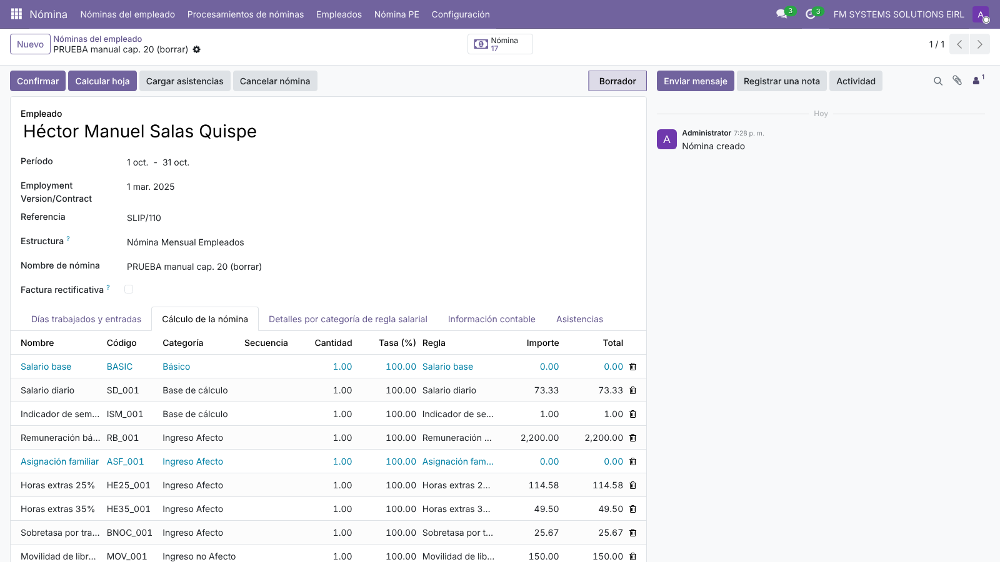 Nómina Nóminas del empleado Procesamientos de nóminas Empleados Nómina PE Configuración 3 3 FM SYSTEMS SOLUTIONS EIRL A
Nuevo Nóminas del empleado
PRUEBA manual cap. 20 (borrar)
Nómina
17
1 / 1
Confirmar Calcular hoja Cargar asistencias Cancelar nómina Borrador
Enviar mensaje Registrar una nota Actividad 1
Hoy
A Administrator 7:28 p. m.
Nómina creado
Empleado
Héctor Manuel Salas Quispe
Período 1 oct. - 31 oct.
Employment Version/Contract 1 mar. 2025
Referencia SLIP/110
Estructura ? Nómina Mensual Empleados
Nombre de nómina PRUEBA manual cap. 20 (borrar)
Factura rectificativa ?
Días trabajados y entradas Cálculo de la nómina Detalles por categoría de regla salarial Información contable Asistencias
Nombre Código Categoría Secuencia Cantidad Tasa (%) Regla Importe Total
Salario base BASIC Básico 1.00 100.00 Salario base 0.00 0.00
Salario diario SD_001 Base de cálculo 1.00 100.00 Salario diario 73.33 73.33
Indicador de sem... ISM_001 Base de cálculo 1.00 100.00 Indicador de se... 1.00 1.00
Remuneración bá... RB_001 Ingreso Afecto 1.00 100.00 Remuneración ... 2,200.00 2,200.00
Asignación familiar ASF_001 Ingreso Afecto 1.00 100.00 Asignación fam... 0.00 0.00
Horas extras 25% HE25_001 Ingreso Afecto 1.00 100.00 Horas extras 2... 114.58 114.58
Horas extras 35% HE35_001 Ingreso Afecto 1.00 100.00 Horas extras 3... 49.50 49.50
Sobretasa por tra... BNOC_001 Ingreso Afecto 1.00 100.00 Sobretasa por t... 25.67 25.67
Movilidad de libr... MOV_001 Ingreso no Afecto 1.00 100.00 Movilidad de lib... 150.00 150.00